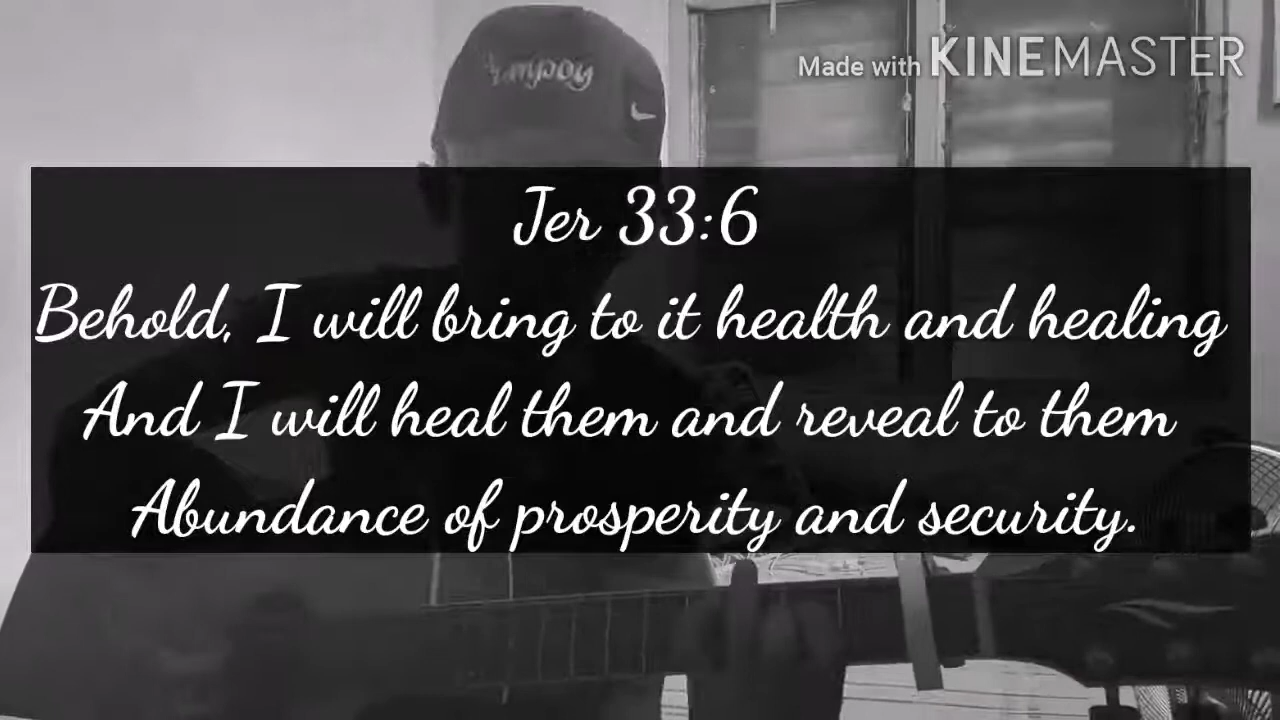 Made with KINEMASTER
Jer 33:6
Behold, I will bring to it health and healing
And I will heal them and reveal to them
Abundance of prosperity and security.